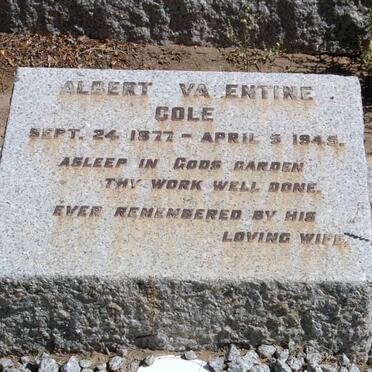 ALBERT VA ENTINE
COLE
SEPT. 24 1877 - APRIL 5 1948.
ASLEEP IN GODS GARDEN
THY WORK WELL DONE.
EVER REMEMBERED BY HIS
LOVING WIFE